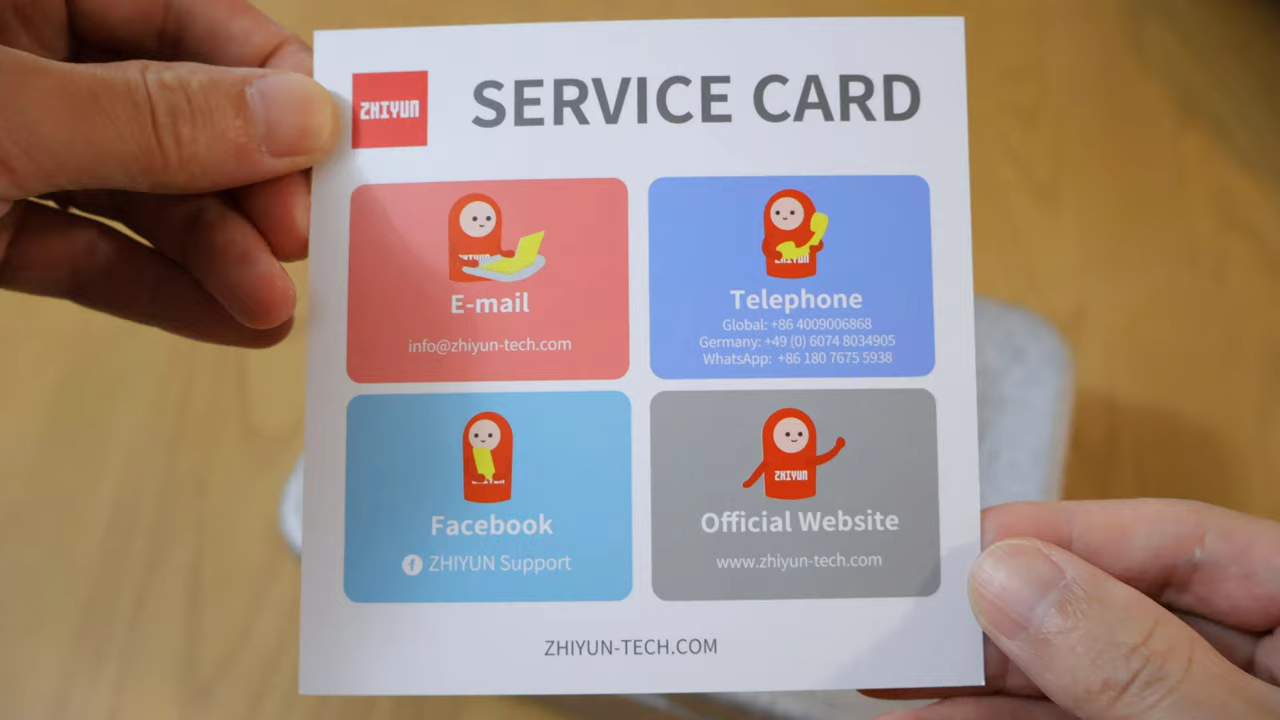 ZHIYUN
SERVICE CARD
E-mail
info@zhiyun-tech.com
Telephone
Global: +86 4009006868
Germany: +49 (0) 6074 8034905
WhatsApp: +86 180 7675 5938
Facebook
ZHIYUN Support
ZHIYUN
Official Website
www.zhiyun-tech.com
ZHIYUN-TECH.COM